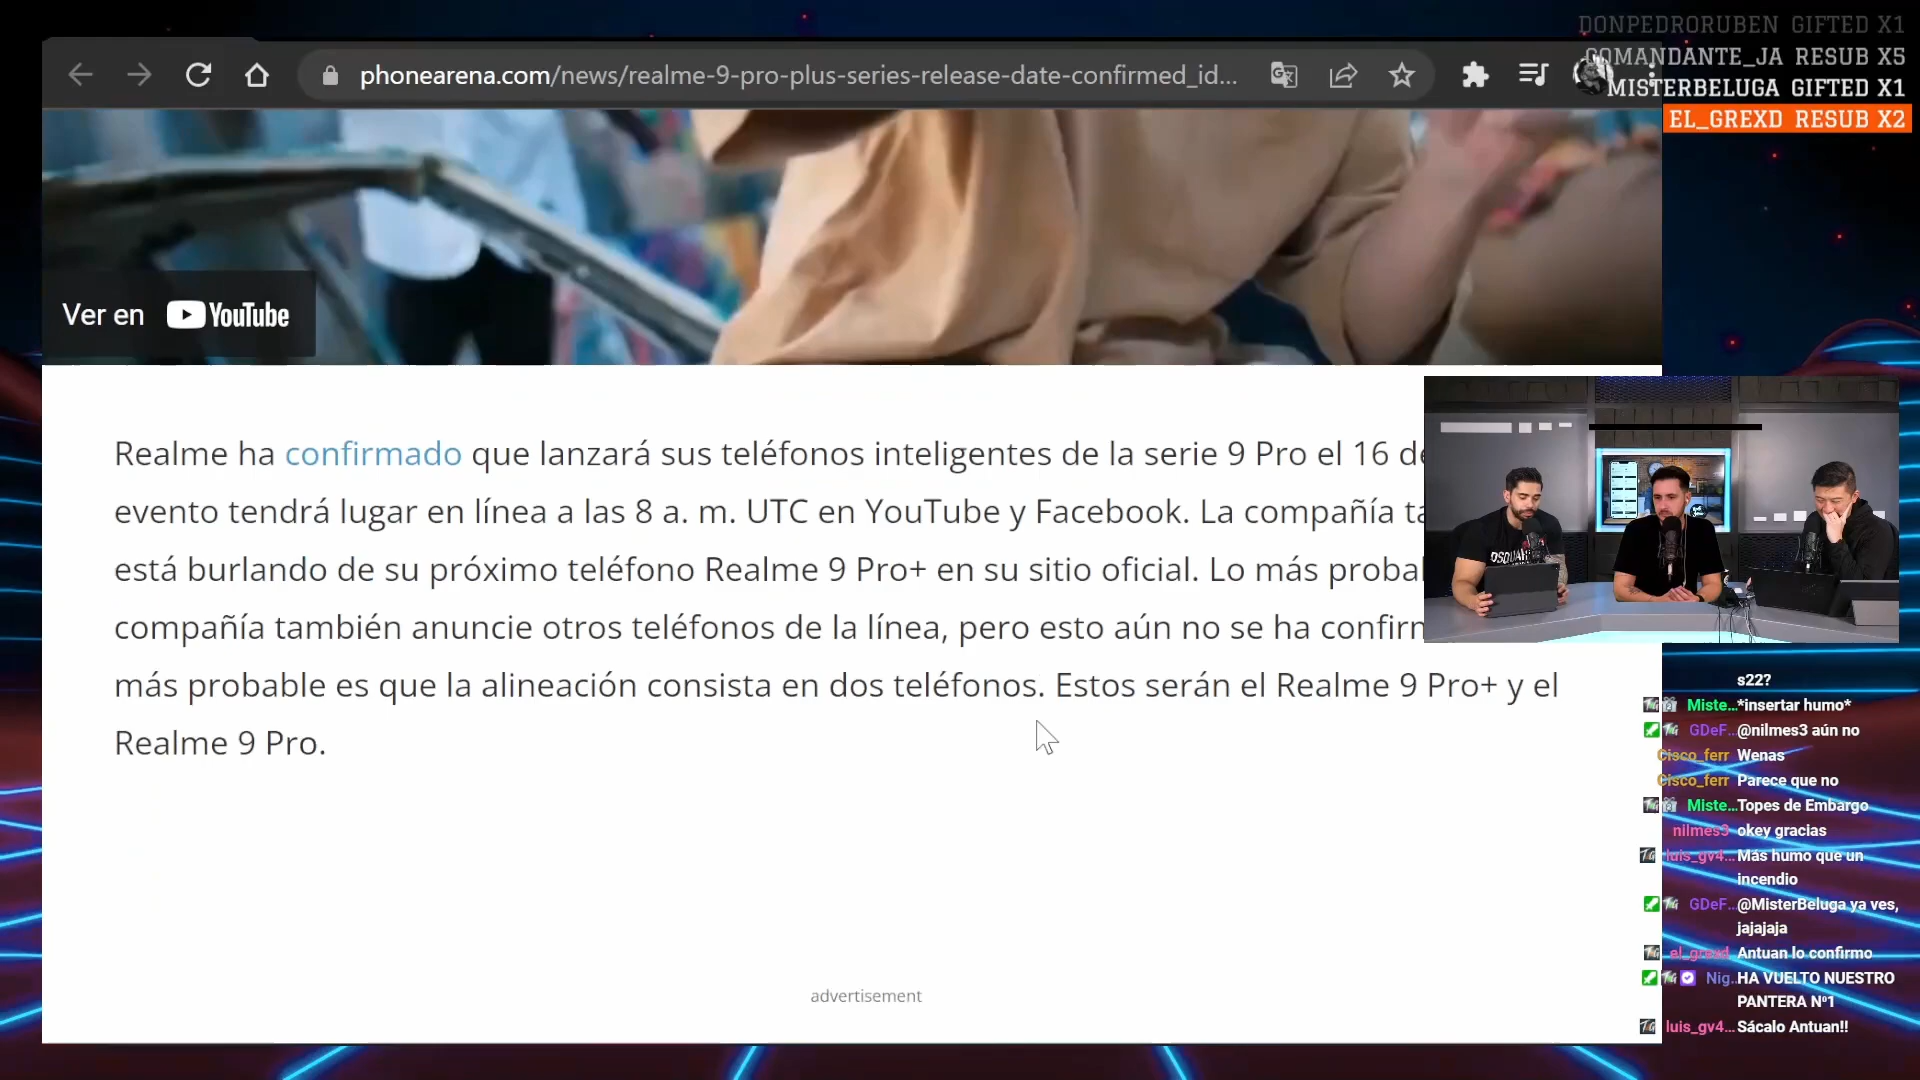 DONPEDRORUBEN GIFTED X1
COMANDANTE_JA RESUB X5
MISTERBELUGA GIFTED X1
EL_GREXD RESUB X2
phonearena.com/news/realme-9-pro-plus-series-release-date-confirmed_id...
Ver en YouTube
Realme ha confirmado que lanzará sus teléfonos inteligentes de la serie 9 Pro el 16 de
evento tendrá lugar en línea a las 8 a. m. UTC en YouTube y Facebook. La compañía ta
está burlando de su próximo teléfono Realme 9 Pro+ en su sitio oficial. Lo más probal
compañía también anuncie otros teléfonos de la línea, pero esto aún no se ha confirm
más probable es que la alineación consista en dos teléfonos. Estos serán el Realme 9 Pro+ y el
Realme 9 Pro.
advertisement
s22?
Miste...*insertar humo*
GDeF...@nilmes3 aún no
Cisco_ferr Wenas
Cisco_ferr Parece que no
Miste...Topes de Embargo
nilmes3 okey gracias
luis_gv4...Más humo que un
incendio
GDeF...@MisterBeluga ya ves,
jajajaja
el_grexd Antuan lo confirmo
Nig...HA VUELTO NUESTRO
PANTERA Nº1
luis_gv4...Sácalo Antuan!!